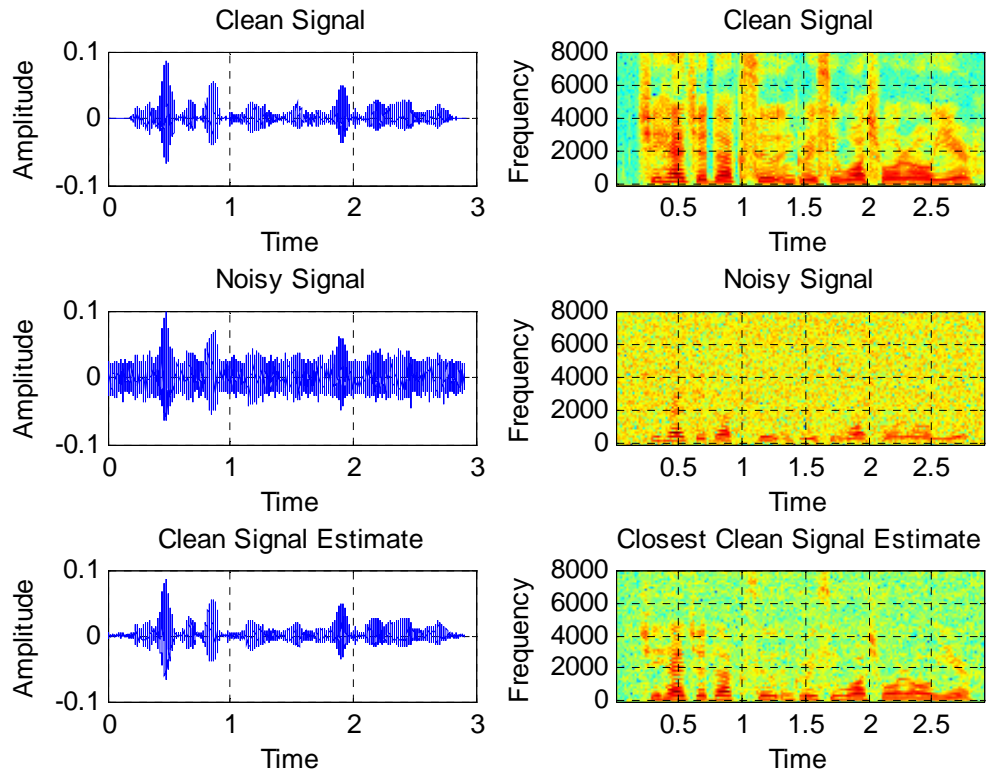 Clean Signal
Amplitude
0.1
0
-0.1
0 1 2 3
Time
Clean Signal
Frequency
8000
6000
4000
2000
0
0.5 1 1.5 2 2.5
Time
Noisy Signal
Amplitude
0.1
0
-0.1
0 1 2 3
Time
Noisy Signal
Frequency
8000
6000
4000
2000
0
0.5 1 1.5 2 2.5
Time
Clean Signal Estimate
Amplitude
0.1
0
-0.1
0 1 2 3
Time
Closest Clean Signal Estimate
Frequency
8000
6000
4000
2000
0
0.5 1 1.5 2 2.5
Time